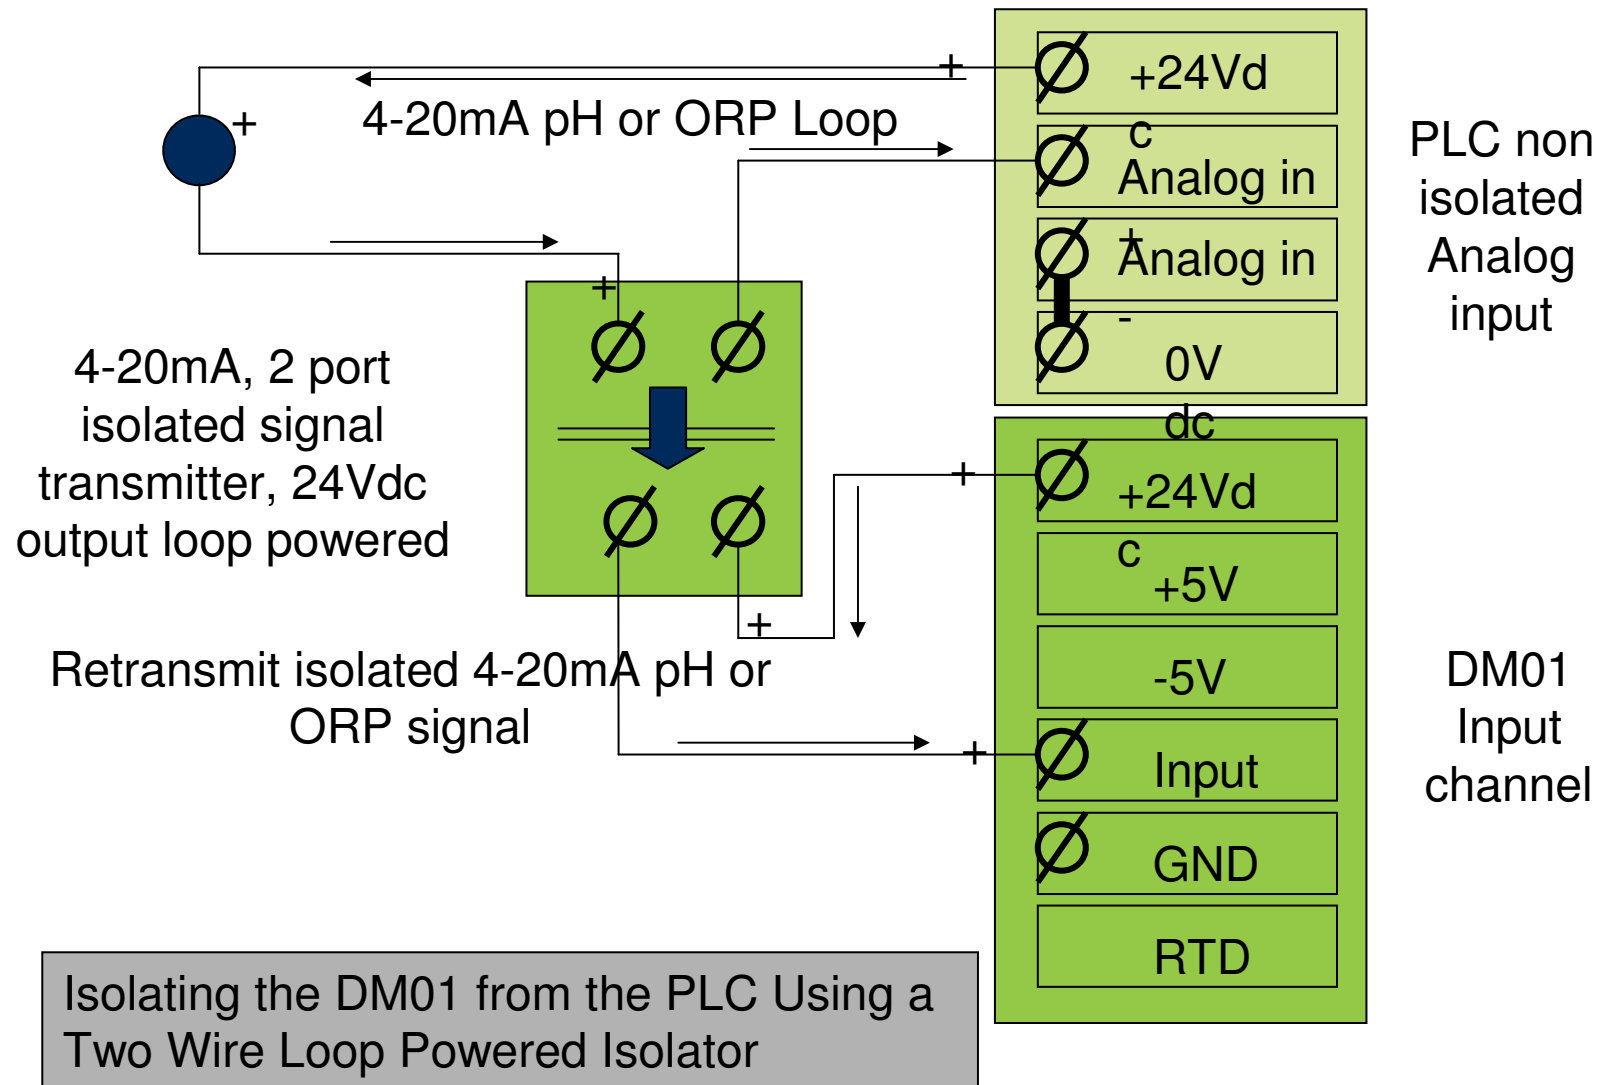 +
+24Vd
c
+
4-20mA pH or ORP Loop
Analog in
+
Analog in
-
0V
dc
PLC non
isolated
Analog
input
+
4-20mA, 2 port
isolated signal
transmitter, 24Vdc
output loop powered
+
+24Vd
c
+5V
-5V
+
Input
GND
RTD
+
Retransmit isolated 4-20mA pH or
ORP signal
DM01
Input
channel
Isolating the DM01 from the PLC Using a
Two Wire Loop Powered Isolator